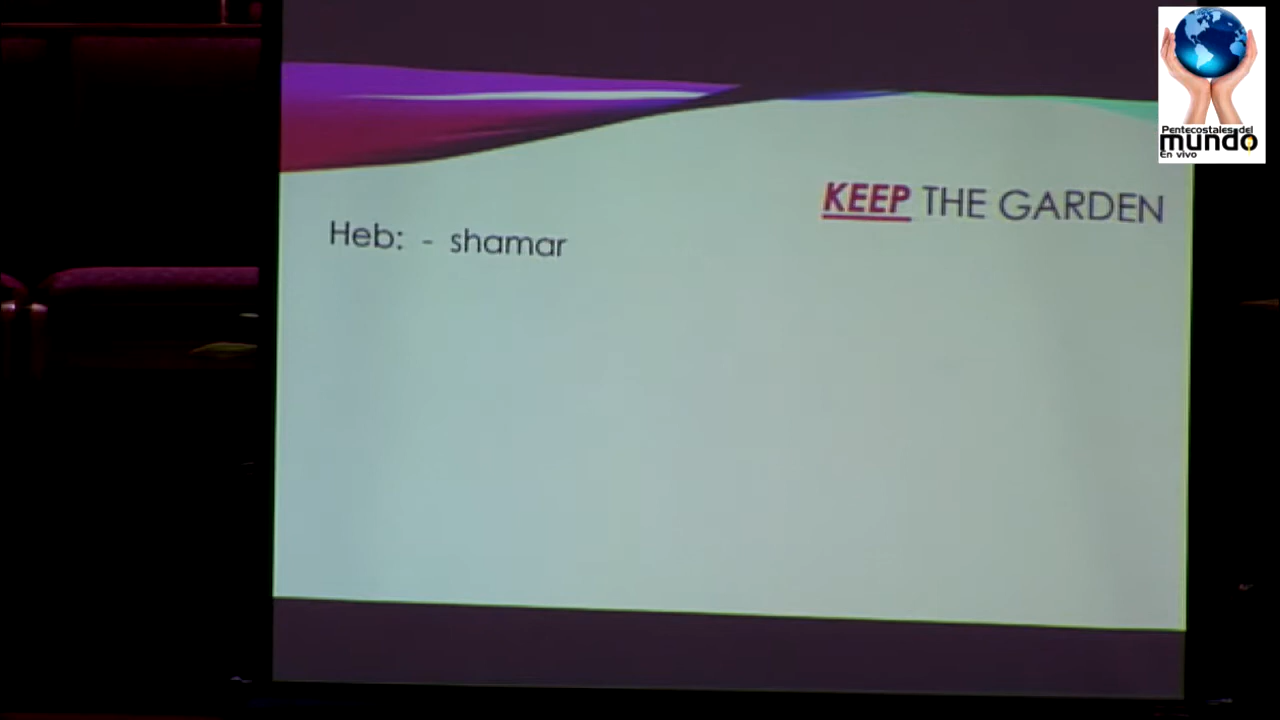 KEEP THE GARDEN
Heb: - shamar
Pentecostales del
mundo
En vivo